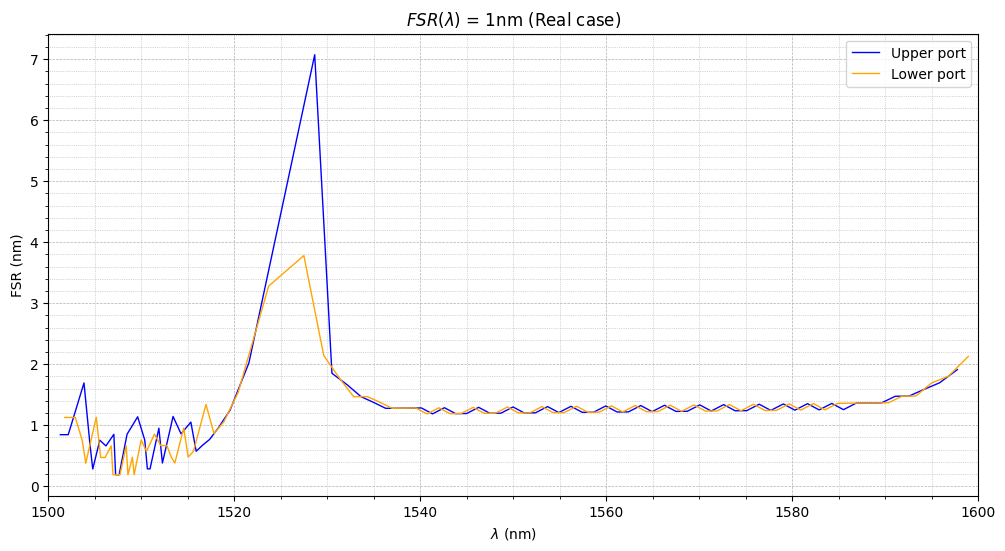 FSR(λ) = 1nm (Real case)
Upper port
Lower port
FSR (nm)
7
6
5
4
3
2
1
0
1500 1520 1540 1560 1580 1600
λ (nm)